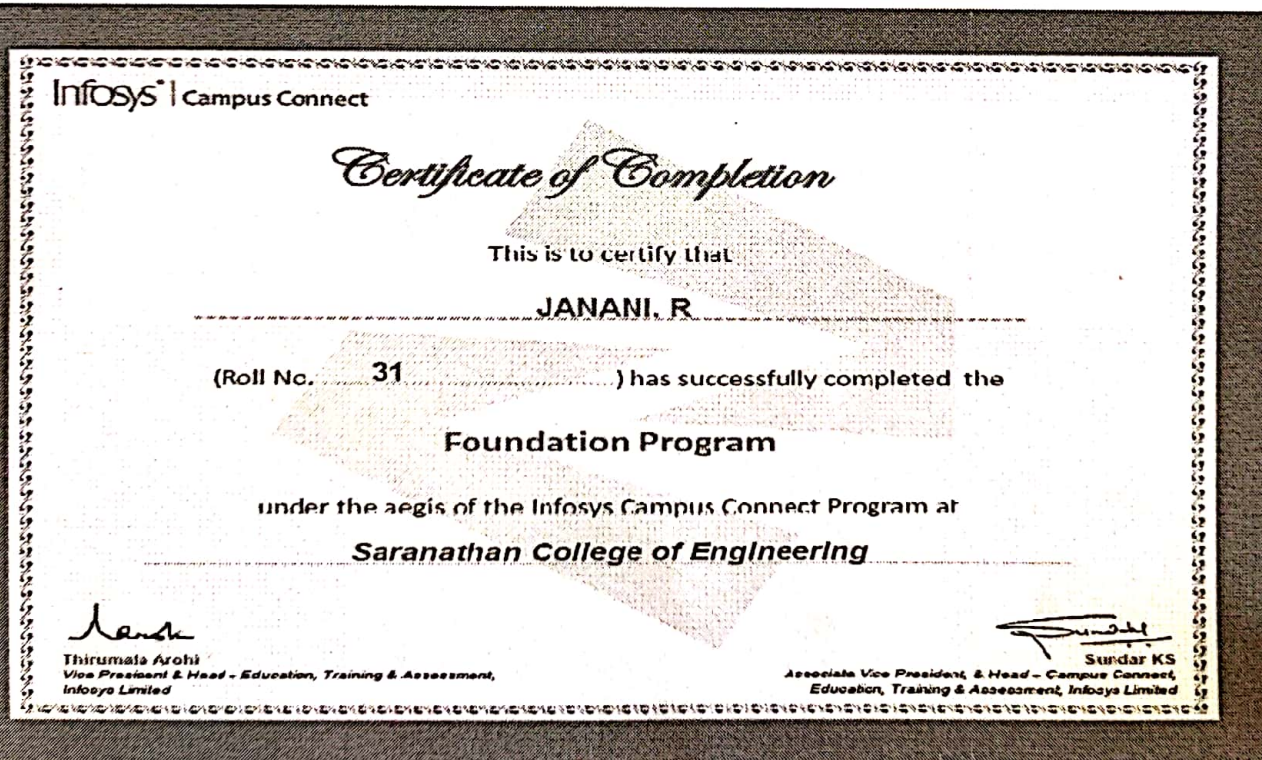 Infosys | Campus Connect
Certificate of Completion
This is to certify that
JANANI. R
(Roll No. 31 ) has successfully completed the
Foundation Program
under the aegis of the Infosys Campus Connect Program at
Saranathan College of Engineering
Thirumala Arohi
Vice President & Head - Education, Training & Assessment,
Infosys Limited
Sundar KS
Associate Vice President, & Head - Campus Connect,
Education, Training & Assessment, Infosys Limited